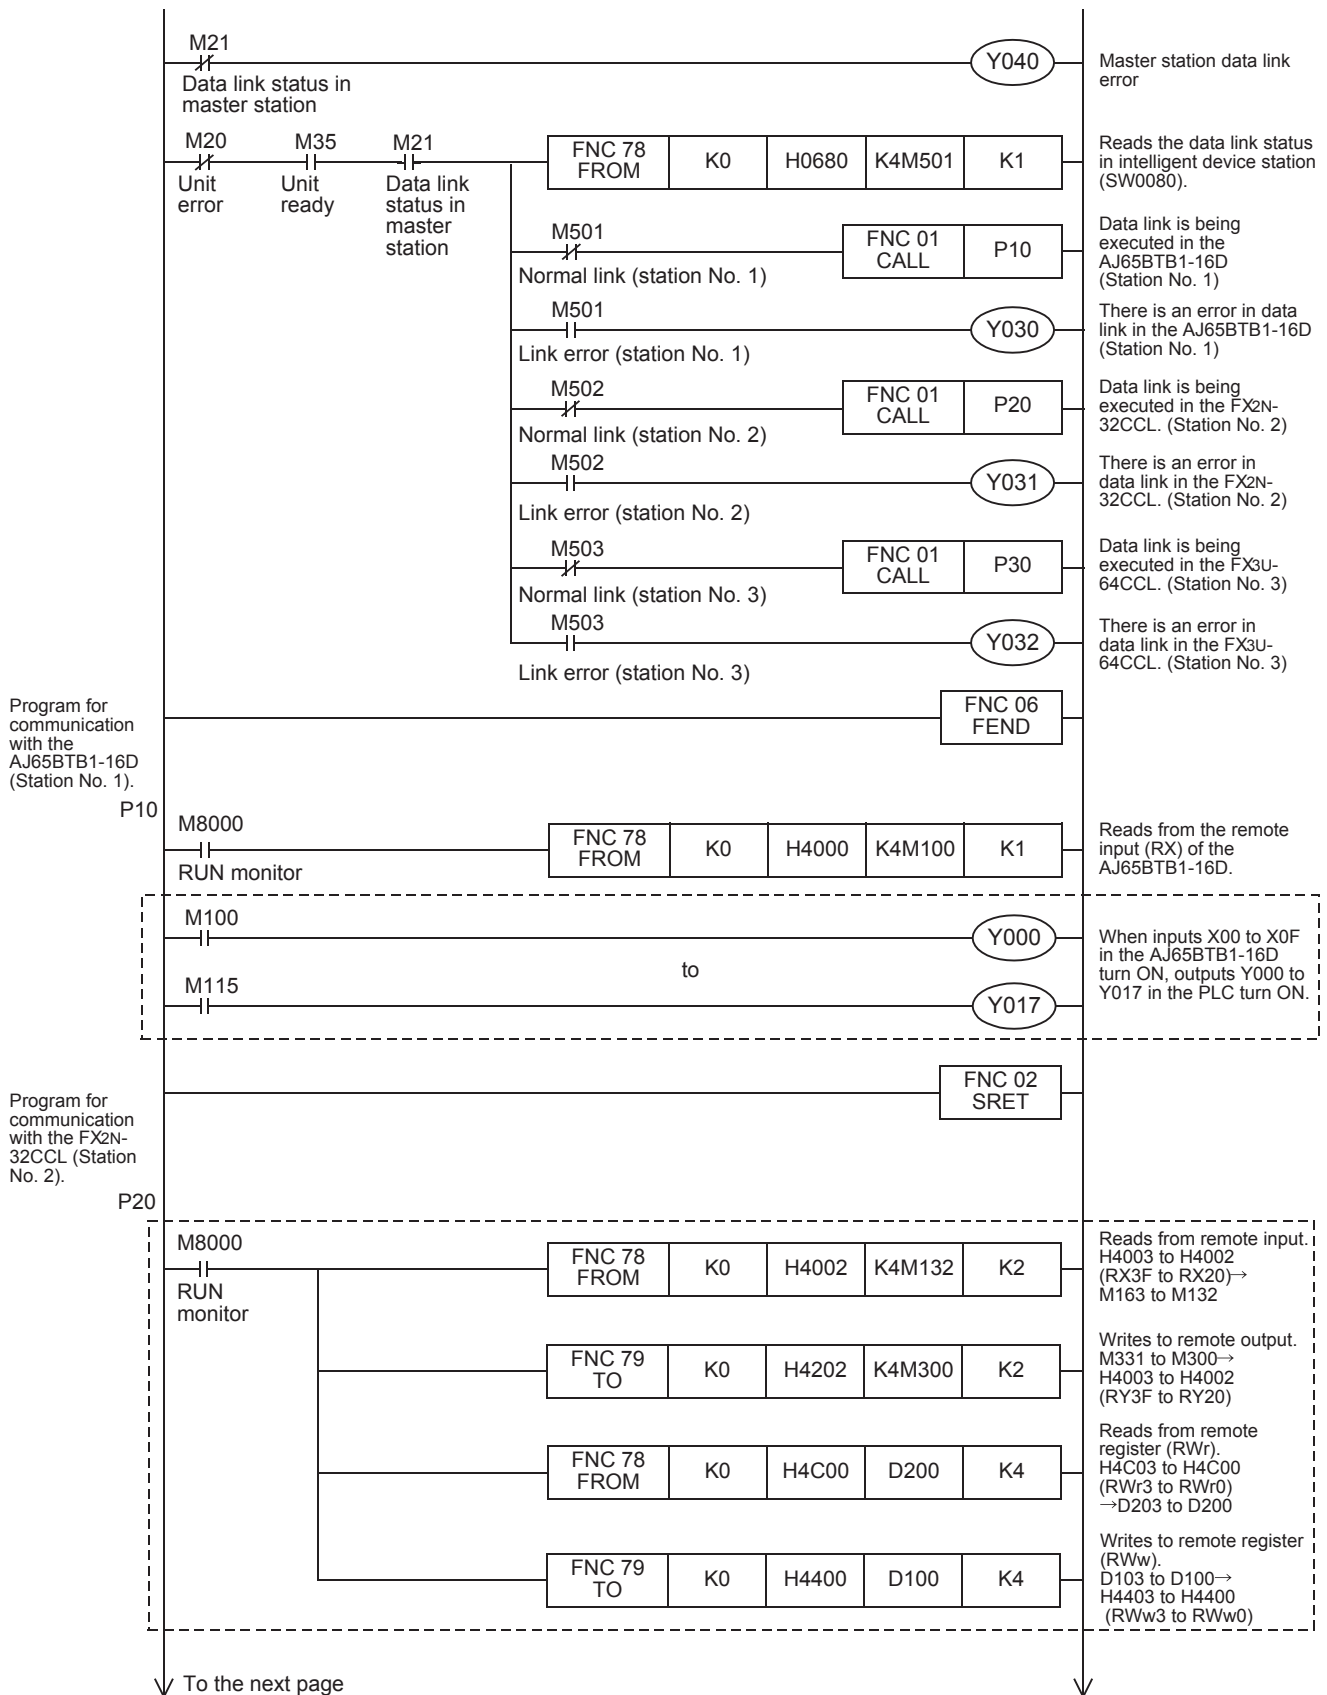 M21
Data link status in
master station
Y040
Master station data link
error
M20
Unit
error
M35
Unit
ready
M21
Data link
status in
master
station
FNC 78
FROM
K0
H0680
K4M501
K1
Reads the data link status
in intelligent device station
(SW0080).
M501
Normal link (station No. 1)
FNC 01
CALL
P10
Data link is being
executed in the
AJ65BTB1-16D
(Station No. 1)
M501
Link error (station No. 1)
Y030
There is an error in data
link in the AJ65BTB1-16D
(Station No. 1)
M502
Normal link (station No. 2)
FNC 01
CALL
P20
Data link is being
executed in the FX2N-
32CCL. (Station No. 2)
M502
Link error (station No. 2)
Y031
There is an error in
data link in the FX2N-
32CCL. (Station No. 2)
M503
Normal link (station No. 3)
FNC 01
CALL
P30
Data link is being
executed in the FX3U-
64CCL. (Station No. 3)
M503
Link error (station No. 3)
Y032
There is an error in
data link in the FX3U-
64CCL. (Station No. 3)
Program for
communication
with the
AJ65BTB1-16D
(Station No. 1).
FNC 06
FEND
P10
M8000
RUN monitor
FNC 78
FROM
K0
H4000
K4M100
K1
Reads from the remote
input (RX) of the
AJ65BTB1-16D.
M100
Y000
to
M115
Y017
When inputs X00 to X0F
in the AJ65BTB1-16D
turn ON, outputs Y000 to
Y017 in the PLC turn ON.
FNC 02
SRET
Program for
communication
with the FX2N-
32CCL (Station
No. 2).
P20
M8000
RUN
monitor
FNC 78
FROM
K0
H4002
K4M132
K2
Reads from remote input.
H4003 to H4002
(RX3F to RX20)→
M163 to M132
FNC 79
TO
K0
H4202
K4M300
K2
Writes to remote output.
M331 to M300→
H4003 to H4002
(RY3F to RY20)
FNC 78
FROM
K0
H4C00
D200
K4
Reads from remote
register (RWr).
H4C03 to H4C00
(RWr3 to RWr0)
→D203 to D200
FNC 79
TO
K0
H4400
D100
K4
Writes to remote register
(RWw).
D103 to D100→
H4403 to H4400
(RWw3 to RWw0)
To the next page